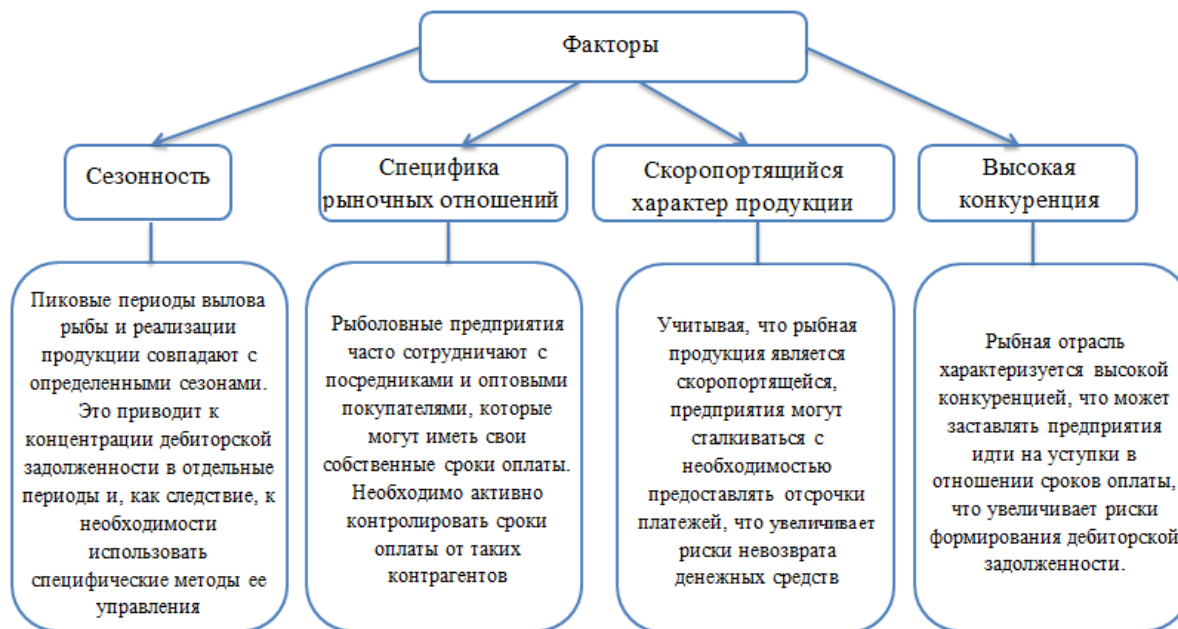 Факторы
Сезонность
Специфика
рыночных отношений
Скоропортящийся
характер продукции
Высокая
конкуренция
Пиковые периоды вылова
рыбы и реализации
продукции совпадают с
определенными сезонами.
Это приводит к
концентрации дебиторской
задолженности в отдельные
периоды и, как следствие, к
необходимости
использовать
специфические методы ее
управления
Рыболовные предприятия
часто сотрудничают с
посредниками и оптовыми
покупателями, которые
могут иметь свои
собственные сроки оплаты.
Необходимо активно
контролировать сроки
оплаты от таких
контрагентов
Учитывая, что рыбная
продукция является
скоропортящейся,
предприятия могут
сталкиваться с
необходимостью
предоставлять отсрочки
платежей, что увеличивает
риски невозврата
денежных средств
Рыбная отрасль
характеризуется высокой
конкуренцией, что может
заставлять предприятия
идти на уступки в
отношении сроков оплаты,
что увеличивает риски
формирования дебиторской
задолженности.